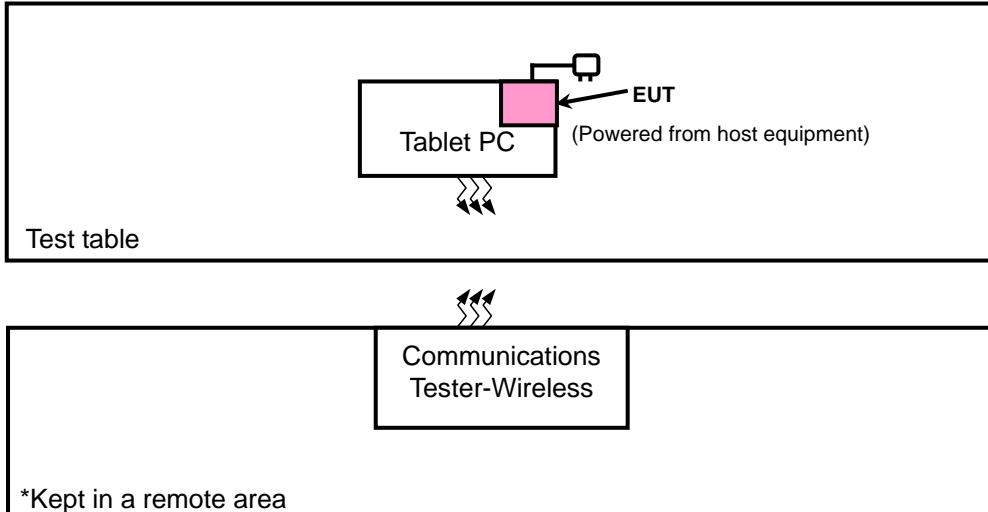 EUT
Tablet PC
(Powered from host equipment)
Test table
Communications
Tester-Wireless
*Kept in a remote area